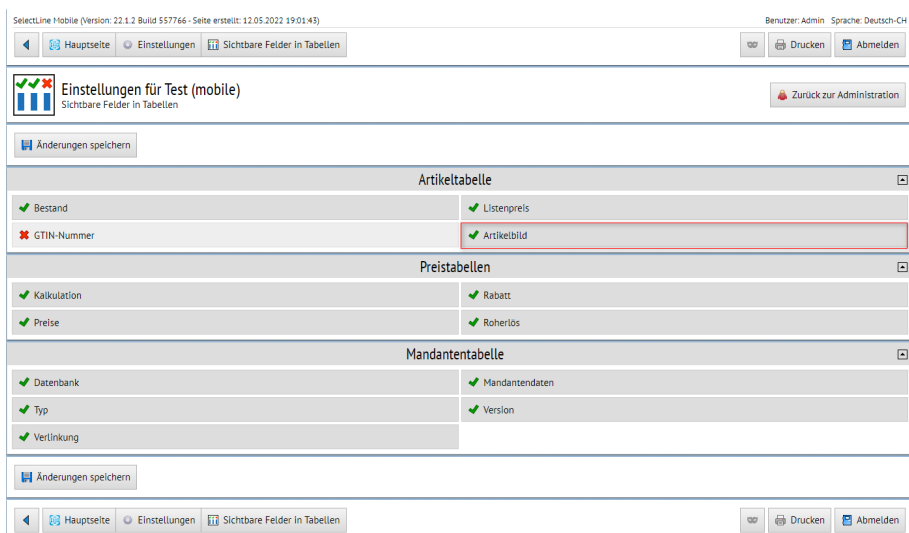 SelectLine Mobile (Version: 22.1.2 Build 557766 - Seite erstellt: 12.05.2022 19:01:43) Benutzer: Admin Sprache: Deutsch-CH
Hauptseite Einstellungen Sichtbare Felder in Tabellen Drucken Abmelden
Einstellungen für Test (mobile)
Sichtbare Felder in Tabellen
Zurück zur Administration
Änderungen speichern
Artikeltabelle
Bestand Listenpreis
GTIN-Nummer Artikelbild
Preistabellen
Kalkulation Rabatt
Preise Roherlös
Mandantentabelle
Datenbank Mandantendaten
Typ Version
Verlinkung
Änderungen speichern
Hauptseite Einstellungen Sichtbare Felder in Tabellen Drucken Abmelden